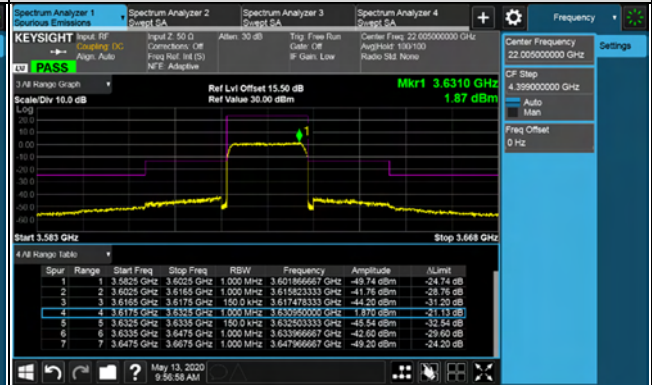 Spectrum Analyzer 1
Spurious Emissions
Spectrum Analyzer 2
Swept SA
Spectrum Analyzer 3
Swept SA
Spectrum Analyzer 4
Swept SA
+
Frequency
KEYSIGHT
Input: RF
Coupling: DC
Align: Auto
Input Z: 50 Ω
Corrections: Off
Freq Ref: Int (S)
NFE: Adaptive
Atten: 30 dB
Trig: Free Run
Gate: Off
IF Gain: Low
Center Freq: 22.005000000 GHz
Avg|Hold: 100/100
Radio Std: None
LXI PASS
3 All Range Graph
Scale/Div 10.0 dB
Ref Lvl Offset 15.50 dB
Ref Value 30.00 dBm
Mkr1 3.6310 GHz
1.87 dBm
Log
20.0
10.0
0.00
-10.0
-20.0
-30.0
-40.0
-50.0
-60.0
1
Start 3.583 GHz
Stop 3.668 GHz
4 All Range Table
Spur Range Start Freq Stop Freq RBW Frequency Amplitude ΔLimit
1 1 3.5825 GHz 3.6025 GHz 1.000 MHz 3.601866667 GHz -49.74 dBm -24.74 dB
2 2 3.6025 GHz 3.6165 GHz 1.000 MHz 3.615823333 GHz -41.76 dBm -28.76 dB
3 3 3.6165 GHz 3.6175 GHz 150.0 kHz 3.617478333 GHz -44.20 dBm -31.20 dB
4 4 3.6175 GHz 3.6325 GHz 1.000 MHz 3.630950000 GHz 1.870 dBm -21.13 dB
5 5 3.6325 GHz 3.6335 GHz 150.0 kHz 3.632503333 GHz -45.54 dBm -32.54 dB
6 6 3.6335 GHz 3.6475 GHz 1.000 MHz 3.633966667 GHz -42.60 dBm -29.60 dB
7 7 3.6475 GHz 3.6675 GHz 1.000 MHz 3.647966667 GHz -49.20 dBm -24.20 dB
May 13, 2020
9:56:58 AM
?
Center Frequency
22.005000000 GHz
Settings
CF Step
4.399000000 GHz
Auto
Man
Freq Offset
0 Hz